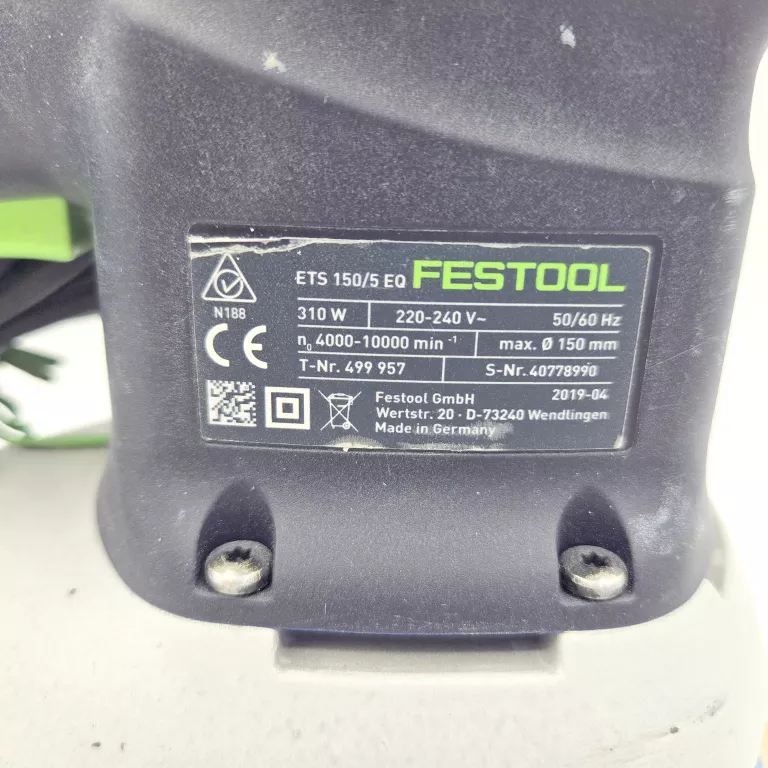 ETS 150/5 EQ FESTOOL
N188
310 W 220-240 V~ 50/60 Hz
n₀ 4000-10000 min ⁻¹ max. Ø 150 mm
CE
T-Nr. 499 957 S-Nr. 40778990
2019-04
Festool GmbH
Wertstr. 20 · D-73240 Wendlingen
Made in Germany